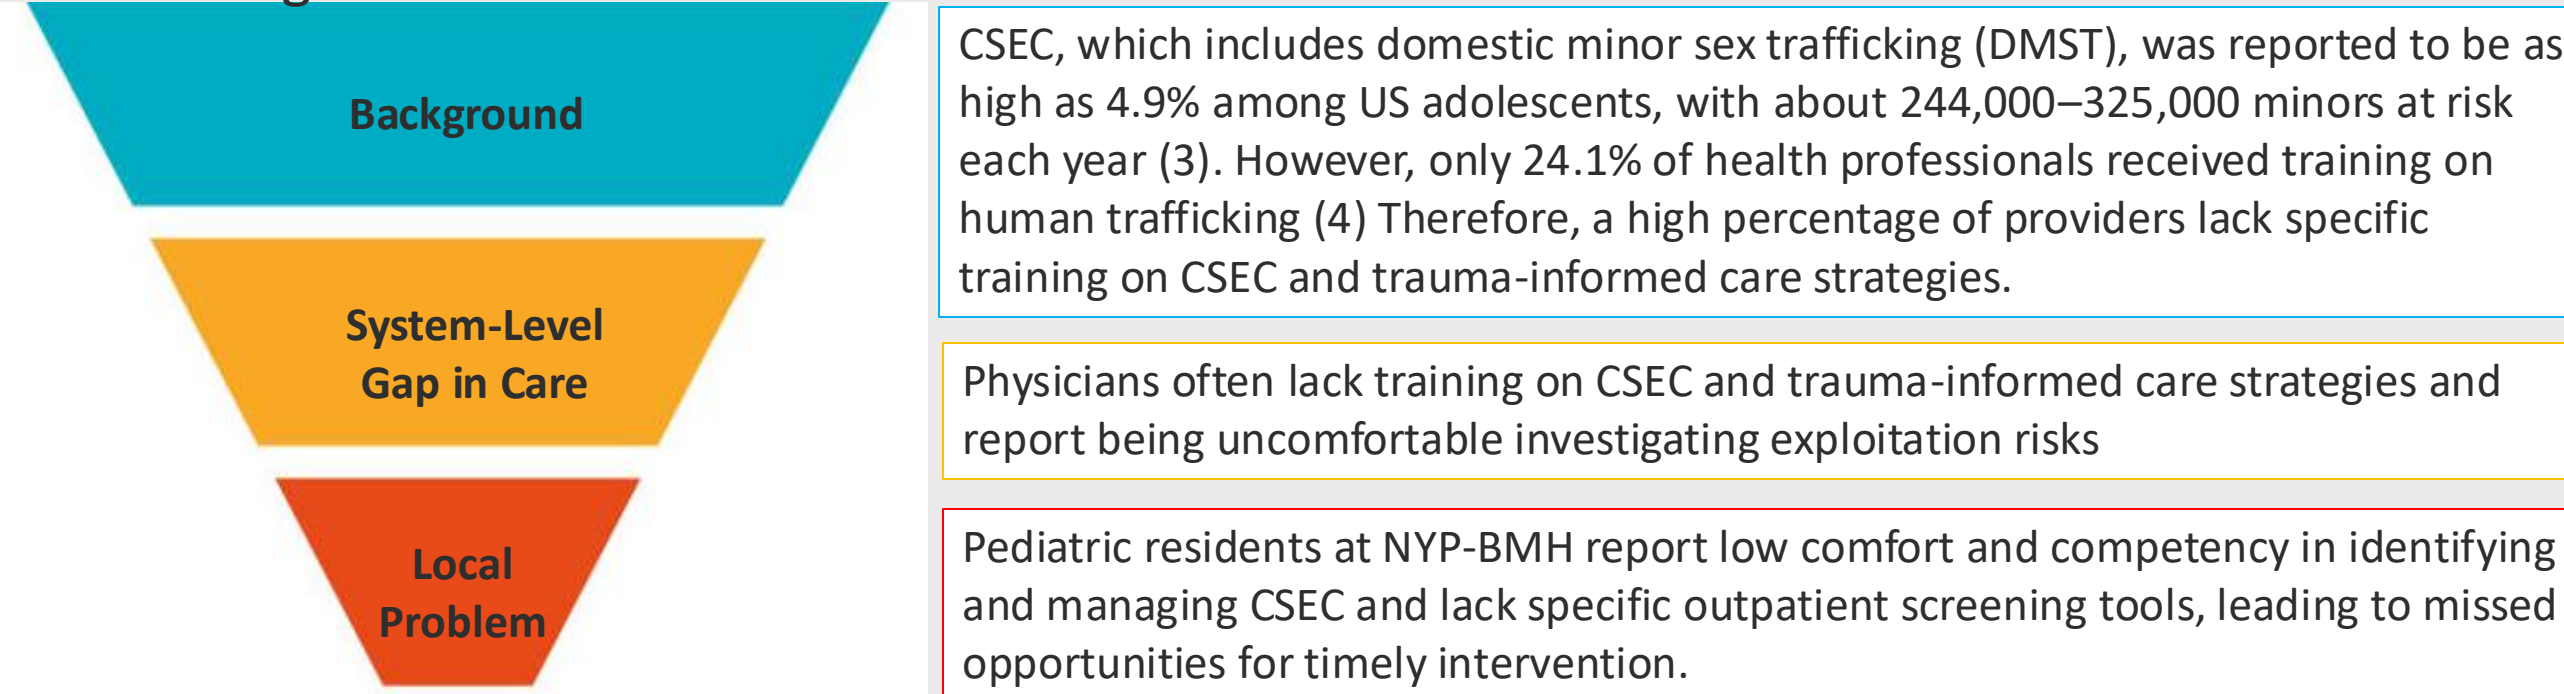 Background
CSEC, which includes domestic minor sex trafficking (DMST), was reported to be as
high as 4.9% among US adolescents, with about 244,000–325,000 minors at risk
each year (3). However, only 24.1% of health professionals received training on
human trafficking (4) Therefore, a high percentage of providers lack specific
training on CSEC and trauma-informed care strategies.
System-Level
Gap in Care
Physicians often lack training on CSEC and trauma-informed care strategies and
report being uncomfortable investigating exploitation risks
Local
Problem
Pediatric residents at NYP-BMH report low comfort and competency in identifying
and managing CSEC and lack specific outpatient screening tools, leading to missed
opportunities for timely intervention.